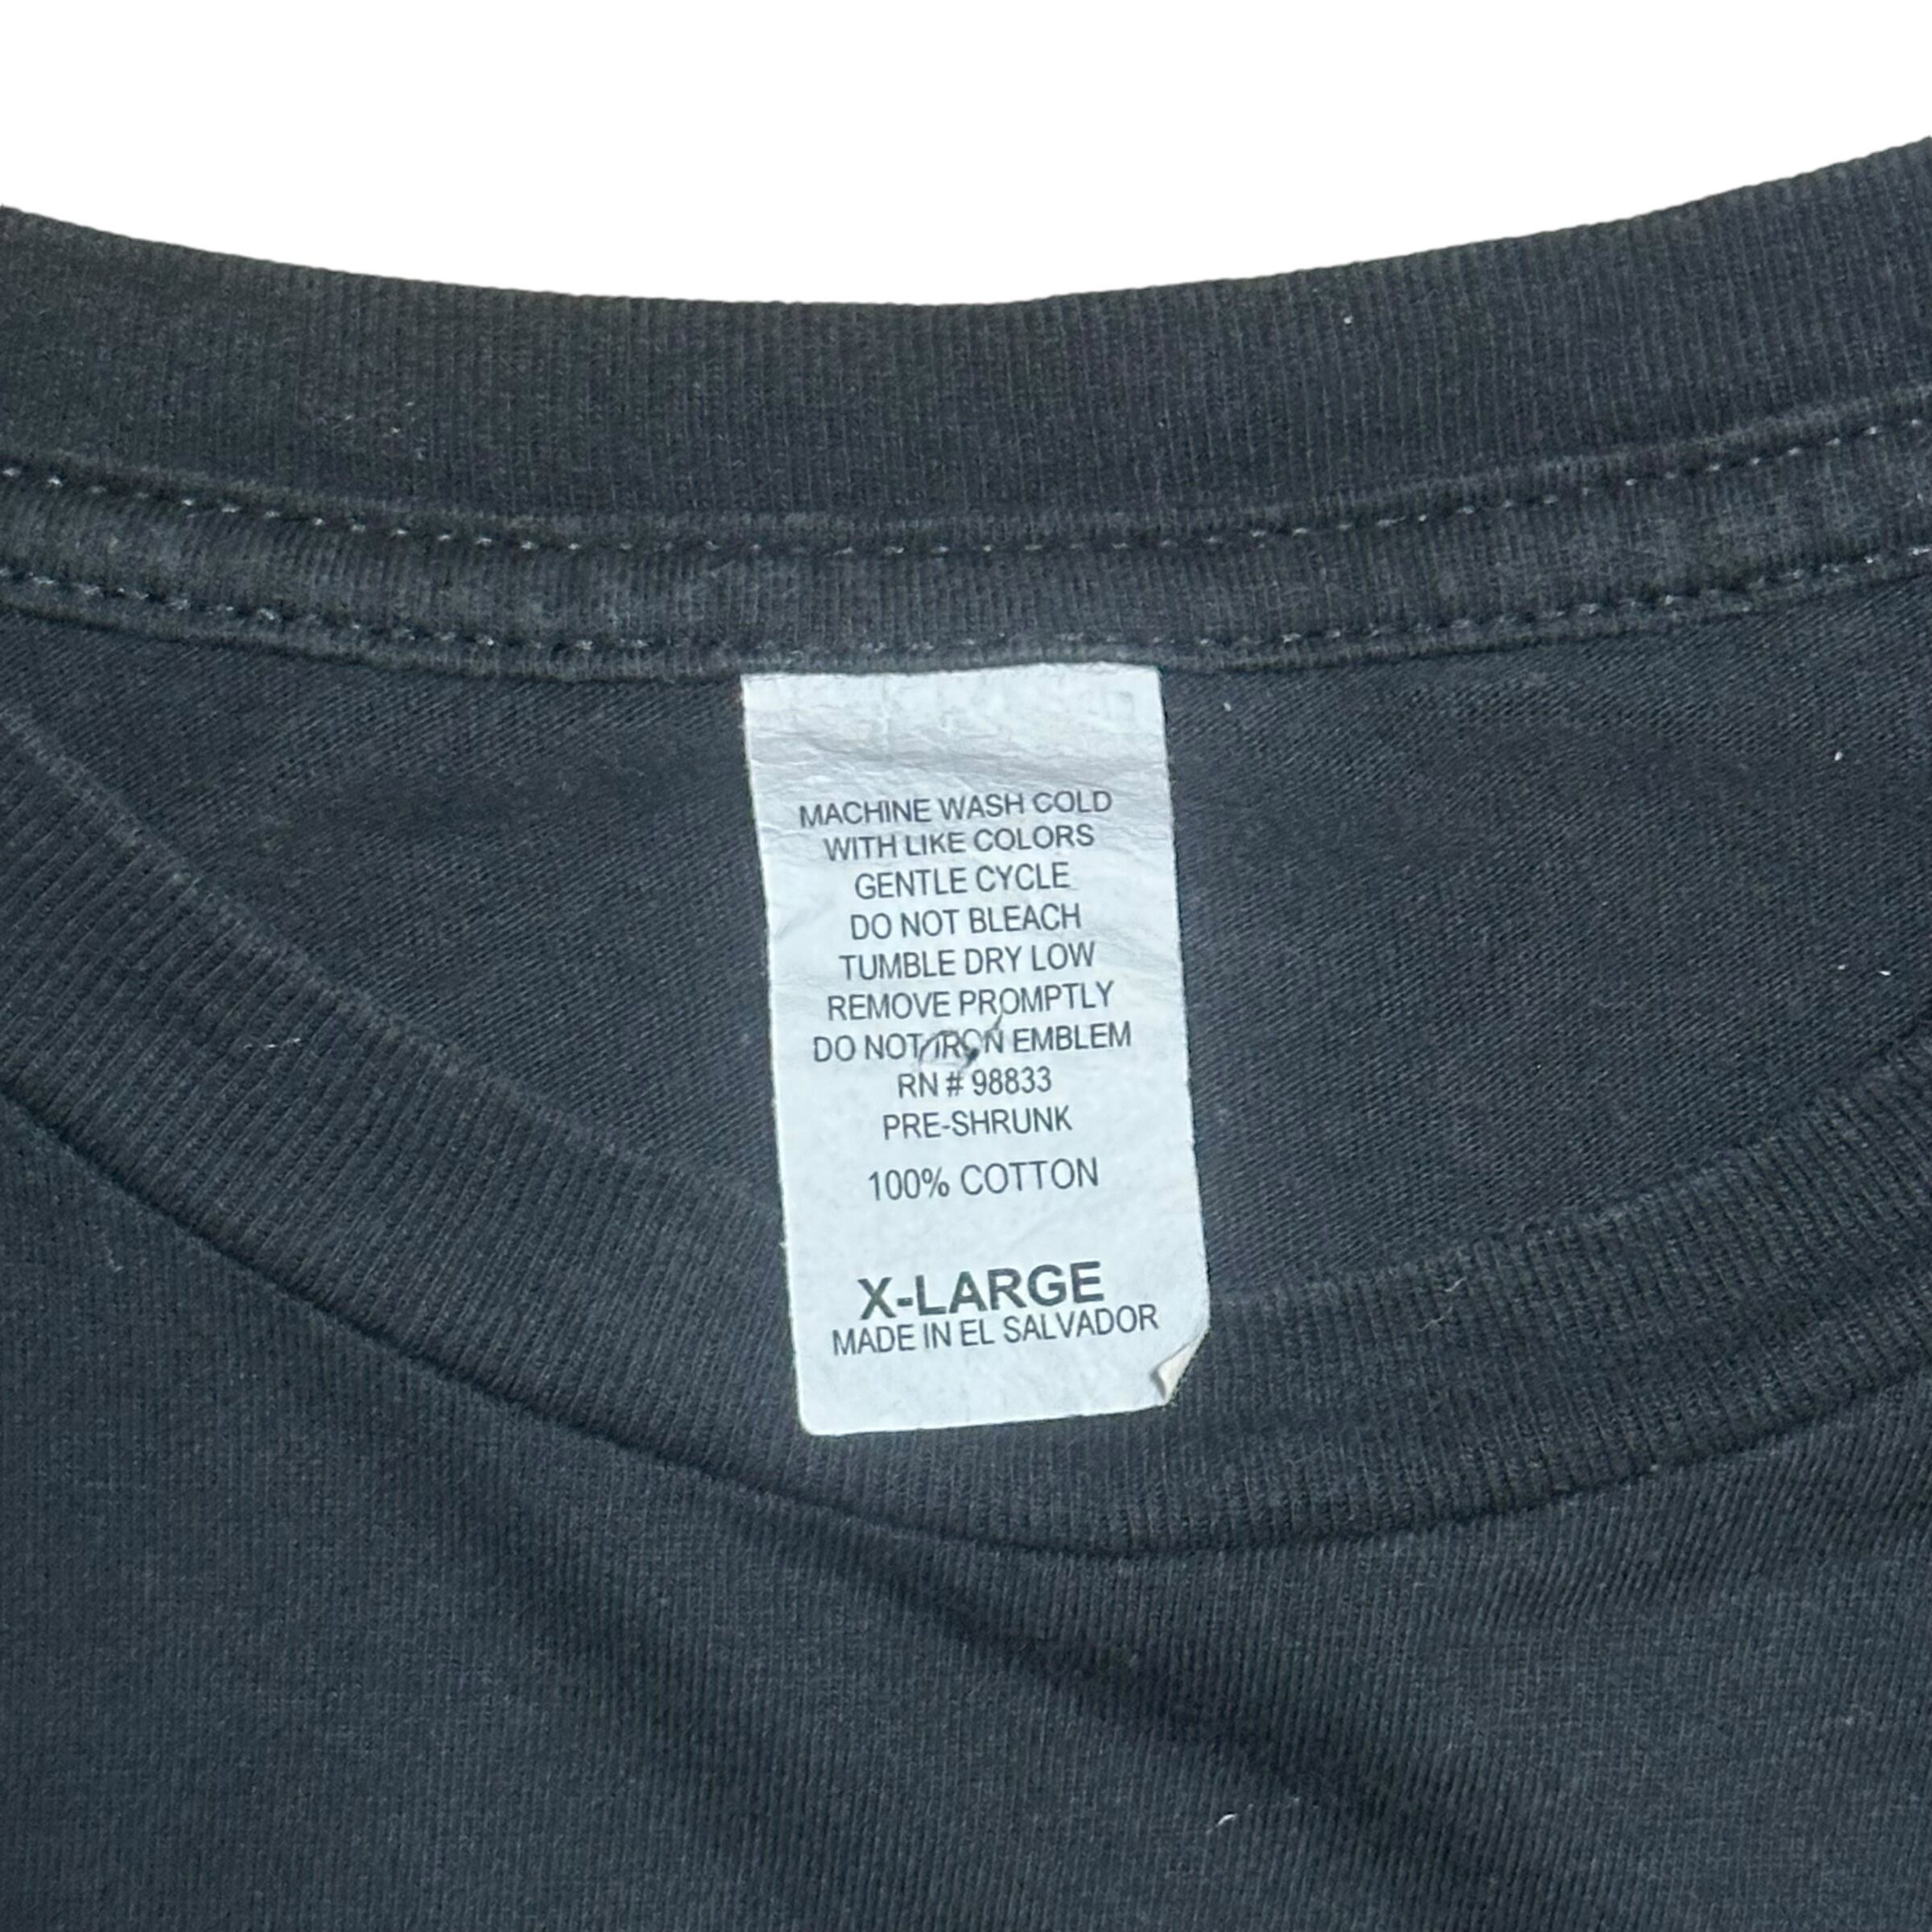 MACHINE WASH COLD
WITH LIKE COLORS
GENTLE CYCLE
DO NOT BLEACH
TUMBLE DRY LOW
REMOVE PROMPTLY
DO NOT IRON EMBLEM
RN # 98833
PRE-SHRUNK
100% COTTON
X-LARGE
MADE IN EL SALVADOR